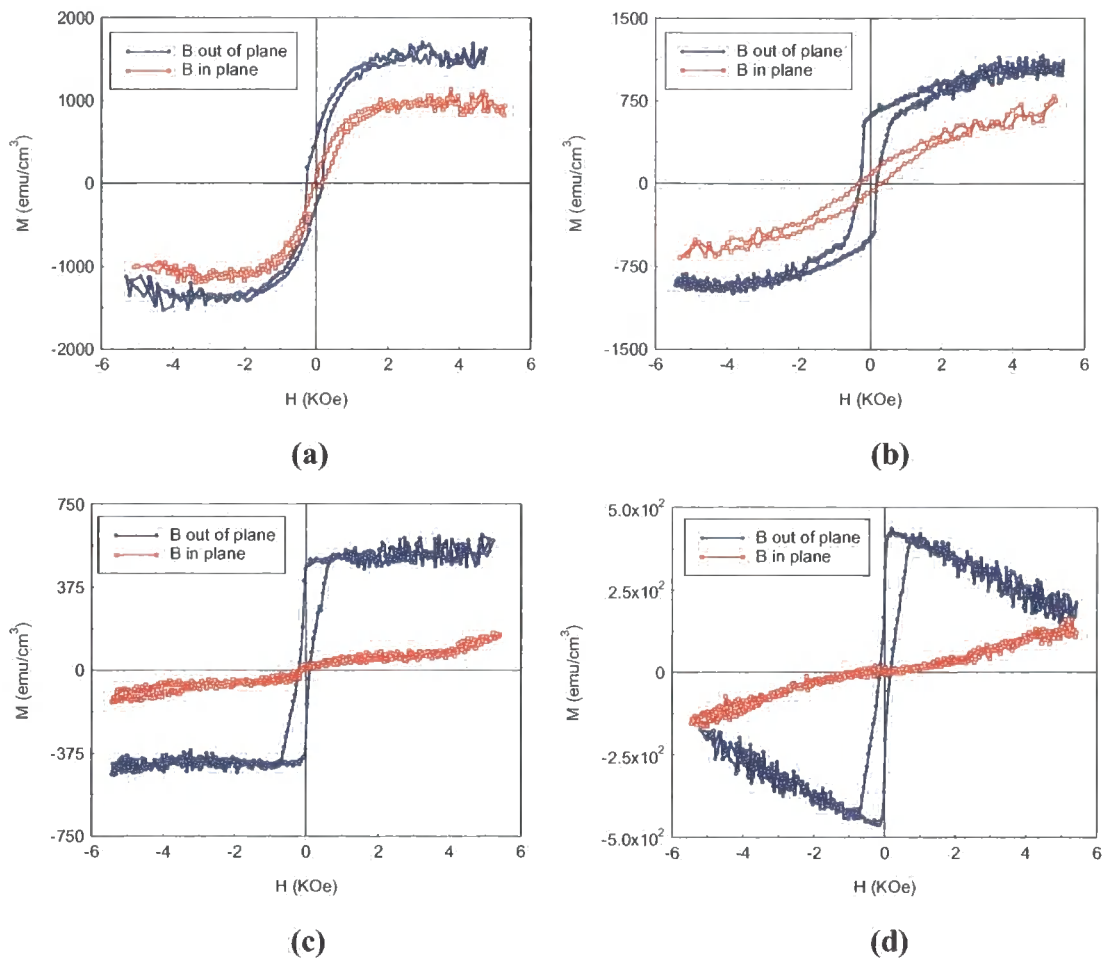 2000
1000
0
-1000
-2000
M (emu/cm³)
B out of plane
B in plane
-6 -4 -2 0 2 4 6
H (KOe)
(a)
1500
750
0
-750
-1500
M (emu/cm³)
B out of plane
B in plane
-6 -4 -2 0 2 4 6
H (KOe)
(b)
750
375
0
-375
-750
M (emu/cm³)
B out of plane
B in plane
-6 -4 -2 0 2 4 6
H (KOe)
(c)
5.0x10²
2.5x10²
0
-2.5x10²
-5.0x10²
M (emu/cm³)
B out of plane
B in plane
-6 -4 -2 0 2 4 6
H (KOe)
(d)